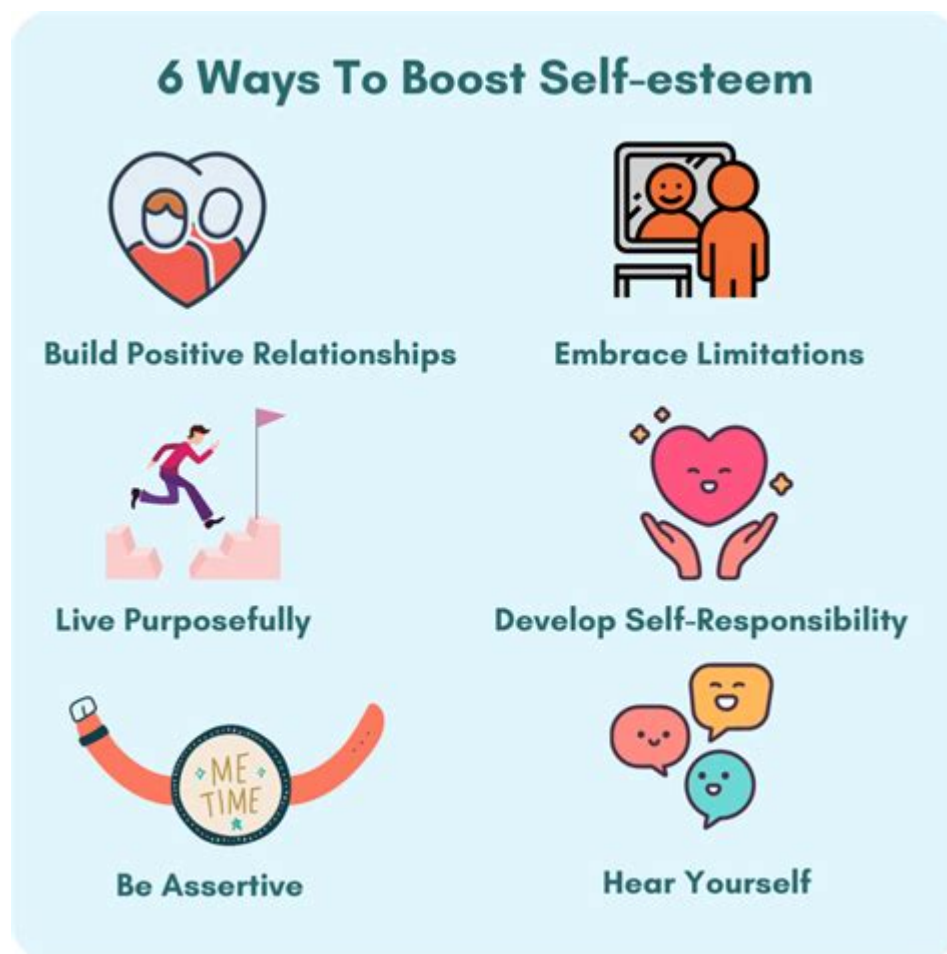 6 Ways To Boost Self-esteem
Build Positive Relationships
Embrace Limitations
Live Purposefully
Develop Self-Responsibility
ME
TIME
Be Assertive
Hear Yourself